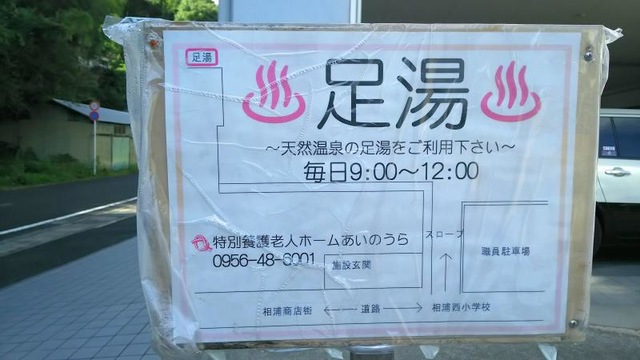 足湯
足湯
～天然温泉の足湯をご利用下さい～
毎日9:00～12:00
特別養護老人ホームあいのうら
0956-48-6001
施設玄関
スロープ
職員駐車場
相浦商店街 ← 道路 → 相浦西小学校